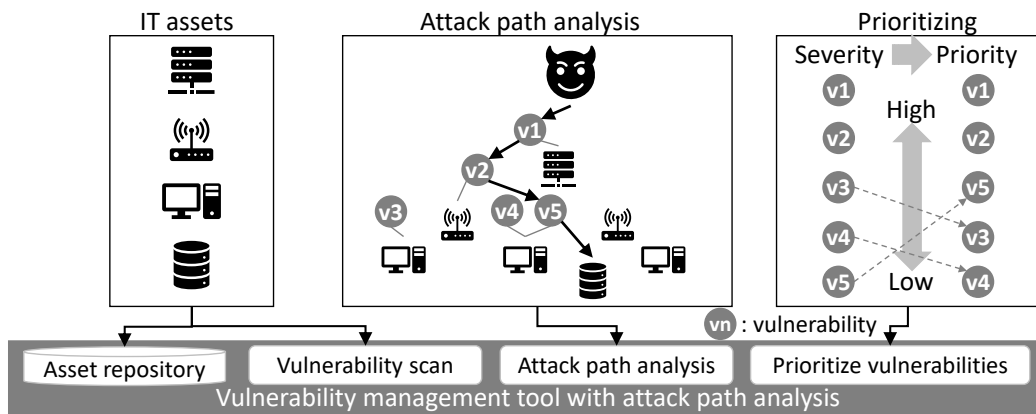 IT assets
Attack path analysis
v1
v2
v3
v4
v5
Prioritizing
Severity
Priority
v1
v1
High
v2
v2
v3
v5
v4
v3
v5
Low
v4
vn : vulnerability
Asset repository
Vulnerability scan
Attack path analysis
Prioritize vulnerabilities
Vulnerability management tool with attack path analysis